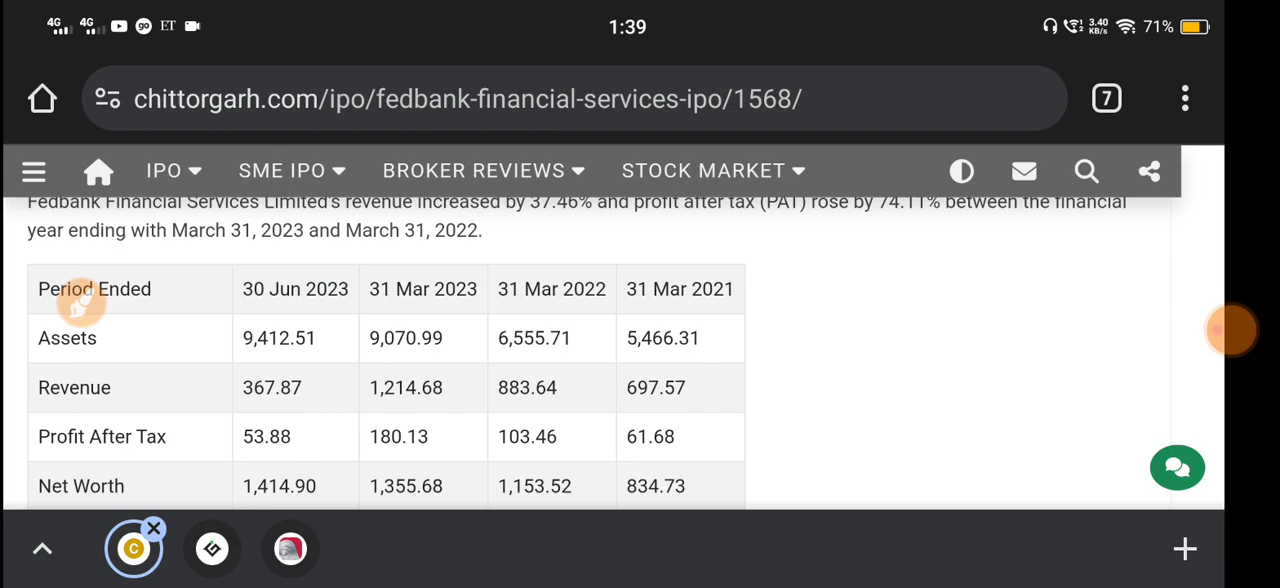 4G 4G go ET 1:39 3.40 KB/s 71%
chittorgarh.com/ipo/fedbank-financial-services-ipo/1568/ 7
IPO SME IPO BROKER REVIEWS STOCK MARKET
Fedbank Financial Services Limited's revenue increased by 37.46% and profit after tax (PAT) rose by 74.11% between the financial
year ending with March 31, 2023 and March 31, 2022.
Period Ended 30 Jun 2023 31 Mar 2023 31 Mar 2022 31 Mar 2021
Assets 9,412.51 9,070.99 6,555.71 5,466.31
Revenue 367.87 1,214.68 883.64 697.57
Profit After Tax 53.88 180.13 103.46 61.68
Net Worth 1,414.90 1,355.68 1,153.52 834.73
C